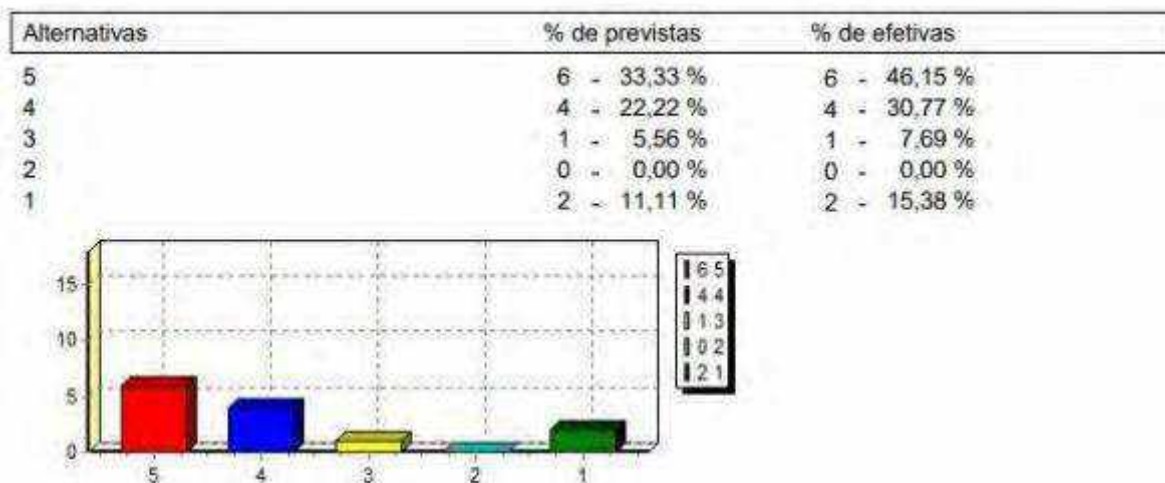 Alternativas % de previstas % de efetivas
5 6 - 33,33 % 6 - 46,15 %
4 4 - 22,22 % 4 - 30,77 %
3 1 - 5,56 % 1 - 7,69 %
2 0 - 0,00 % 0 - 0,00 %
1 2 - 11,11 % 2 - 15,38 %
15
10
5
0
5 4 3 2 1
6 5
4 4
1 3
0 2
2 1